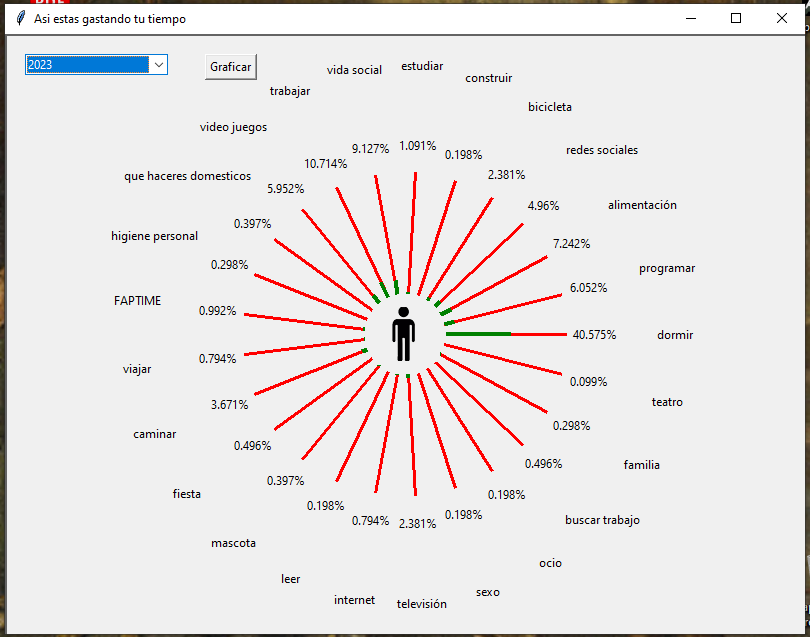 Asi estas gastando tu tiempo
2023
Graficar
vida social
estudiar
construir
trabajar
bicicleta
video juegos
redes sociales
que haceres domesticos
alimentación
higiene personal
programar
FAPTIME
dormir
viajar
teatro
caminar
familia
fiesta
buscar trabajo
mascota
ocio
leer
sexo
internet
televisión
9.127%
1.091%
0.198%
10.714%
2.381%
5.952%
4.96%
0.397%
7.242%
0.298%
6.052%
0.992%
40.575%
0.794%
0.099%
3.671%
0.298%
0.496%
0.496%
0.397%
0.198%
0.198%
0.198%
0.794%
2.381%